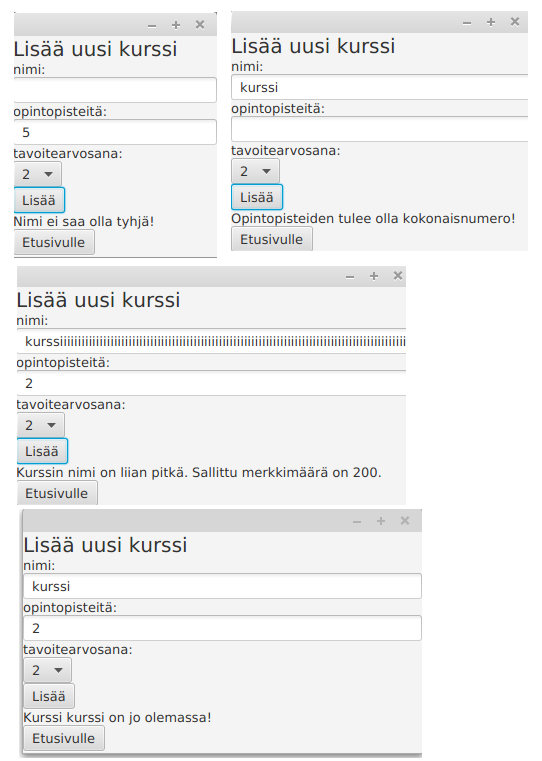 Lisää uusi kurssi
nimi:
opintopisteitä:
5
tavoitearvosana:
2
Lisää
Nimi ei saa olla tyhjä!
Etusivulle
Lisää uusi kurssi
nimi:
kurssi
opintopisteitä:
tavoitearvosana:
2
Lisää
Opintopisteiden tulee olla kokonaisnumero!
Etusivulle
Lisää uusi kurssi
nimi:
kurssiiiiiiiiiiiiiiiiiiiiiiiiiiiiiiiiiiiiiiiiiiiiiiiiiiiiiiiiiiiiiiiiiiiiiiiiiiiiiiiiiiiiiiiiiiiiiiiiiii
opintopisteitä:
2
tavoitearvosana:
2
Lisää
Kurssin nimi on liian pitkä. Sallittu merkkimäärä on 200.
Etusivulle
Lisää uusi kurssi
nimi:
kurssi
opintopisteitä:
2
tavoitearvosana:
2
Lisää
Kurssi kurssi on jo olemassa!
Etusivulle